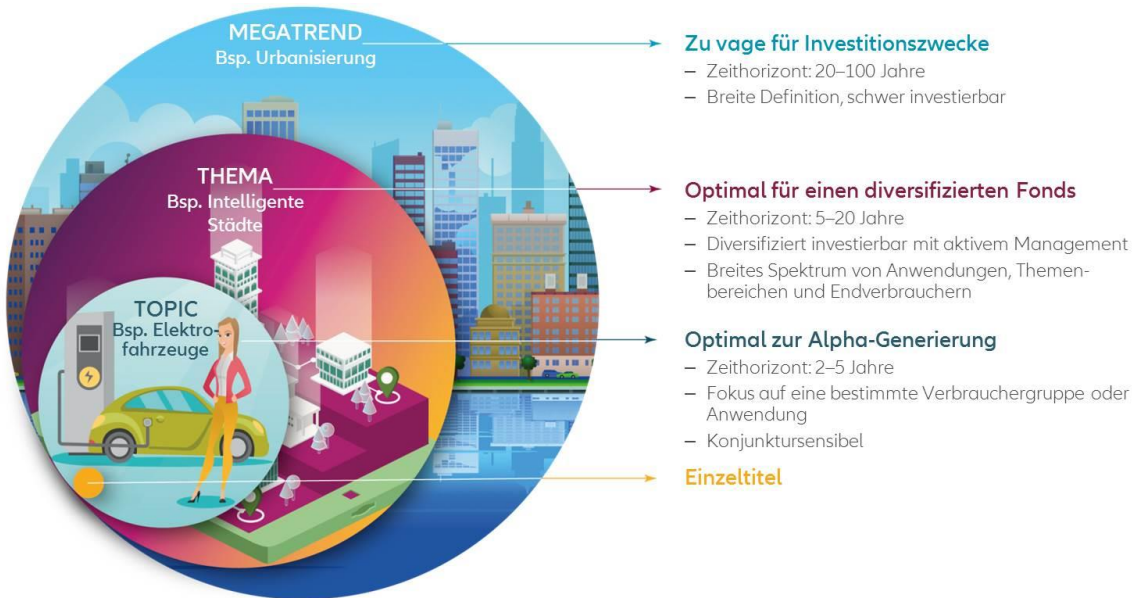 MEGATREND
Bsp. Urbanisierung
Zu vage für Investitionszwecke
– Zeithorizont: 20–100 Jahre
– Breite Definition, schwer investierbar
THEMA
Bsp. Intelligente
Städte
Optimal für einen diversifizierten Fonds
– Zeithorizont: 5–20 Jahre
– Diversifiziert investierbar mit aktivem Management
– Breites Spektrum von Anwendungen, Themen-
bereichen und Endverbrauchern
TOPIC
Bsp. Elektro-
fahrzeuge
Optimal zur Alpha-Generierung
– Zeithorizont: 2–5 Jahre
– Fokus auf eine bestimmte Verbrauchergruppe oder
Anwendung
– Konjunktursensibel
Einzeltitel